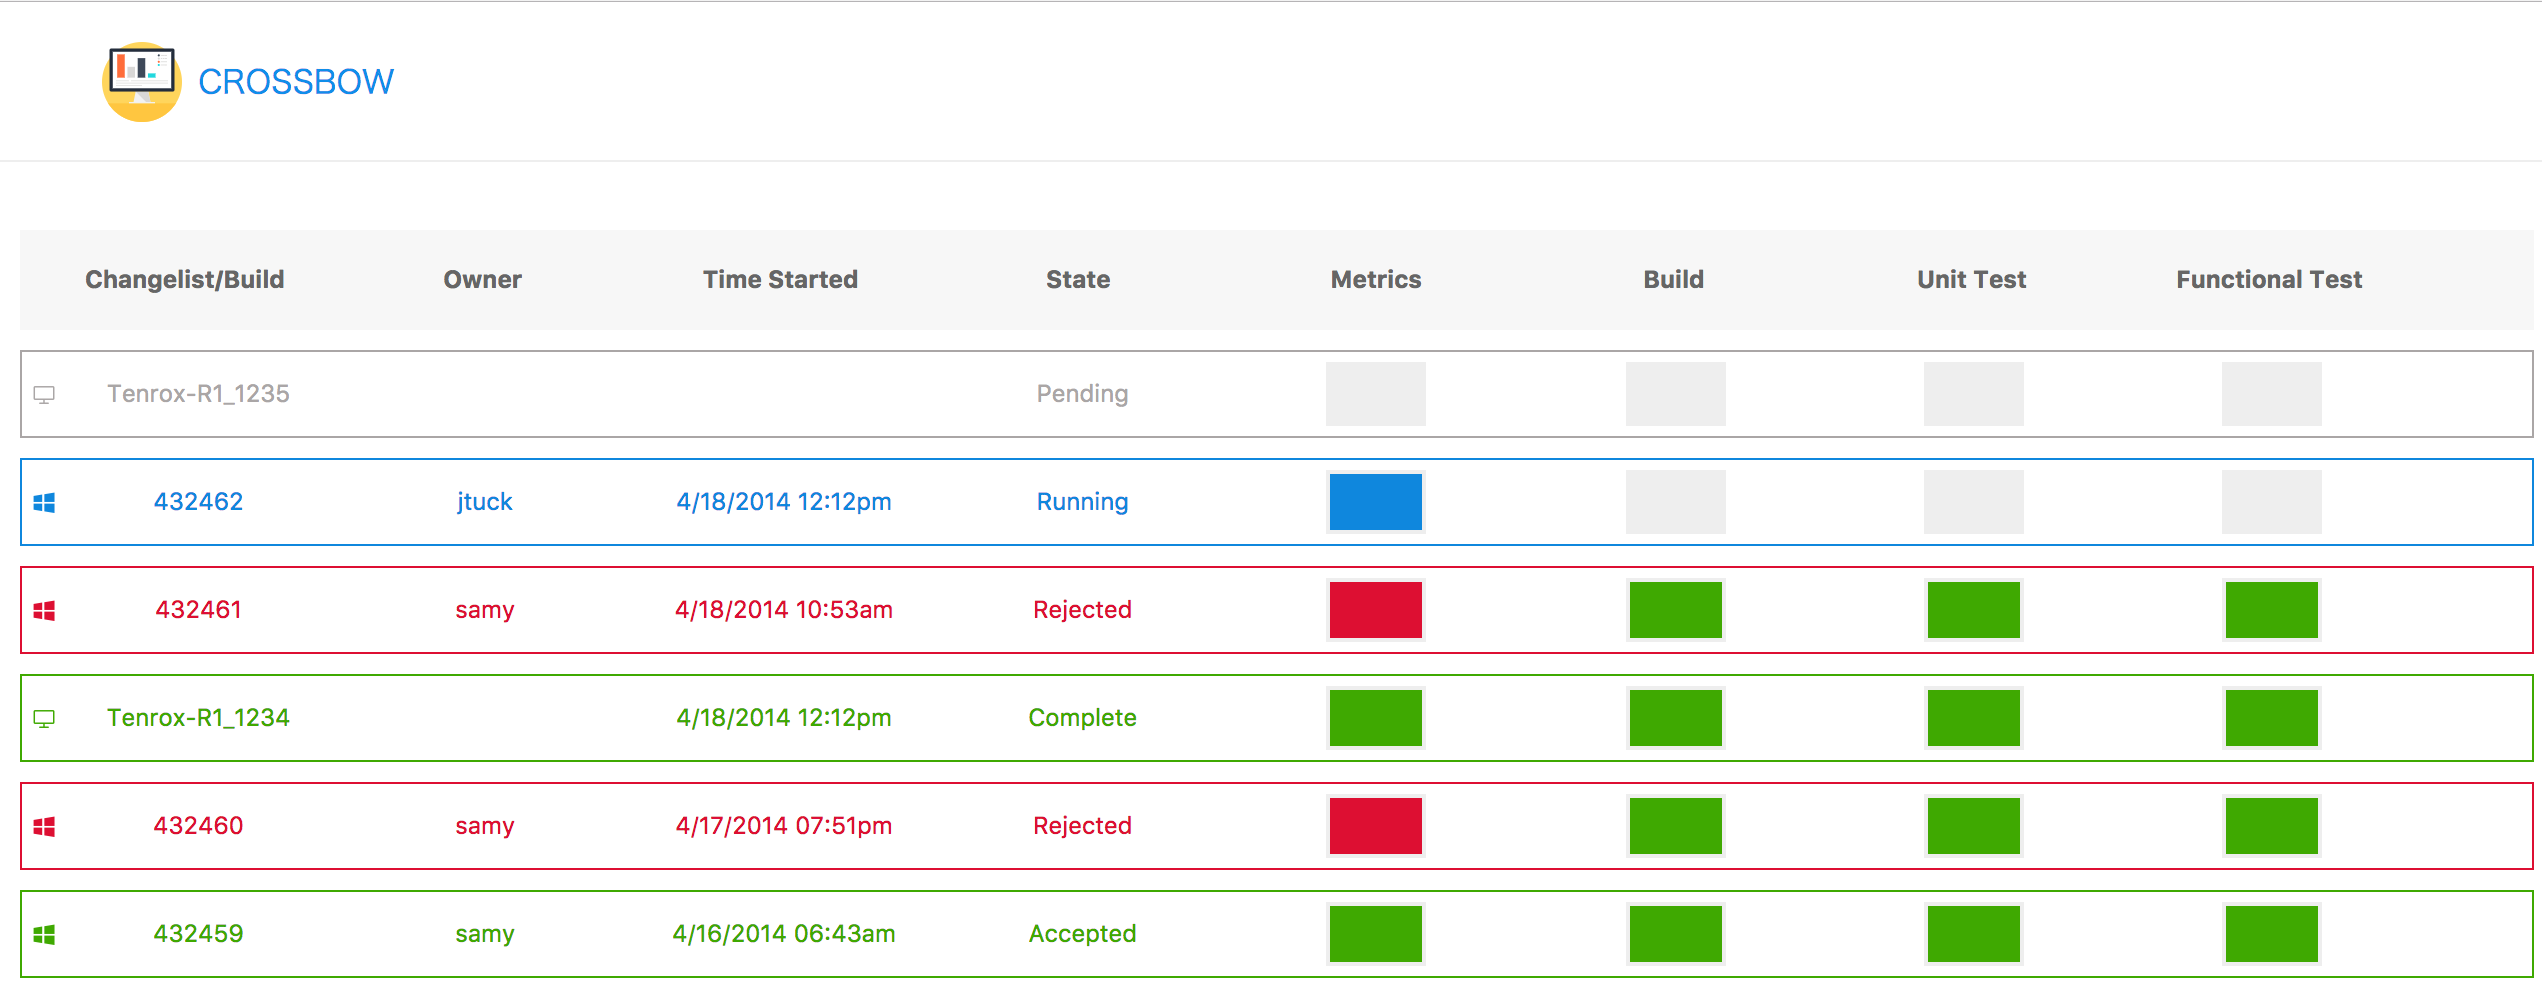 CROSSBOW
Changelist/Build Owner Time Started State Metrics Build Unit Test Functional Test
Tenrox-R1_1235 Pending
432462 jtuck 4/18/2014 12:12pm Running
432461 samy 4/18/2014 10:53am Rejected
Tenrox-R1_1234 4/18/2014 12:12pm Complete
432460 samy 4/17/2014 07:51pm Rejected
432459 samy 4/16/2014 06:43am Accepted